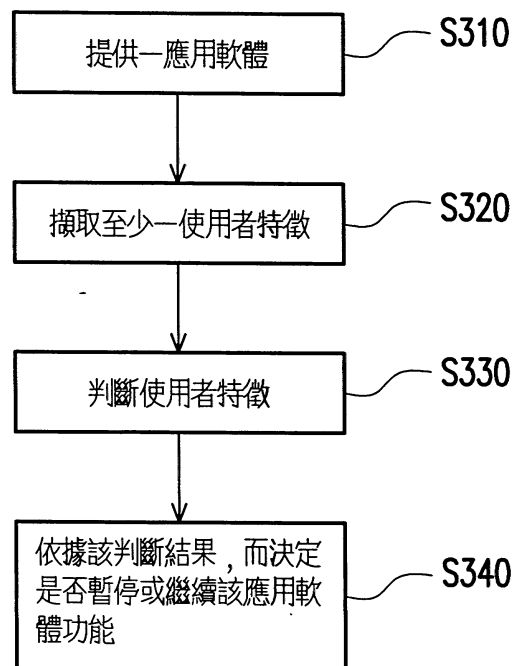 提供一應用軟體
S310
擷取至少一使用者特徵
S320
判斷使用者特徵
S330
依據該判斷結果，而決定
是否暫停或繼續該應用軟
體功能
S340